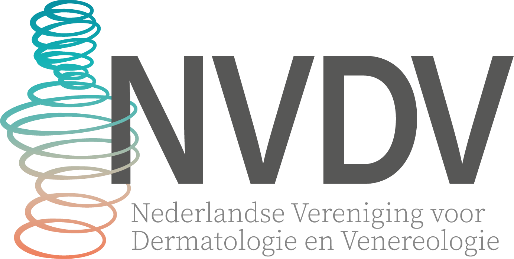 NVDV
Nederlandse Vereniging voor
Dermatologie en Venereologie